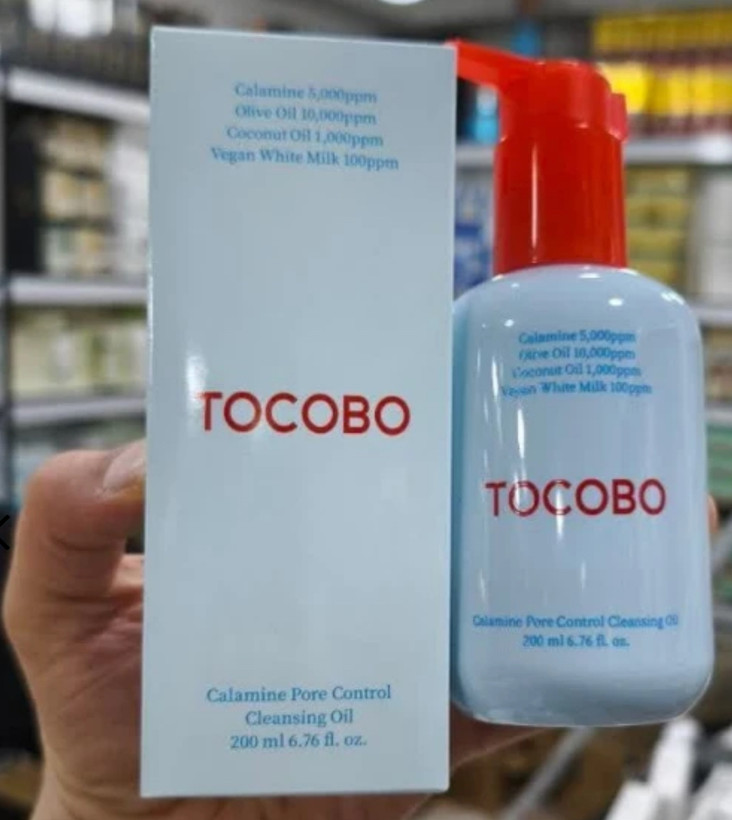 Calamine 5,000ppm
Olive Oil 10,000ppm
Coconut Oil 1,000ppm
Vegan White Milk 100ppm
TOCOBO
Calamine Pore Control
Cleansing Oil
200 ml 6.76 fl. oz.
Calamine 5,000ppm
Olive Oil 10,000ppm
Coconut Oil 1,000ppm
Vegan White Milk 100ppm
TOCOBO
Calamine Pore Control Cleansing Oil
200 ml 6.76 fl. oz.